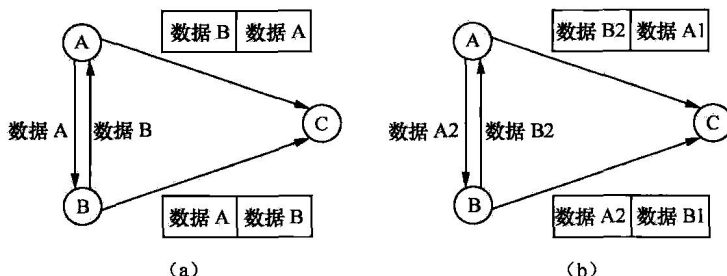 数据 B 数据 A
A
数据 A 数据 B
C
B
数据 A 数据 B
(a)
数据 B2 数据 A1
A
数据 A2 数据 B2
C
B
数据 A2 数据 B1
(b)